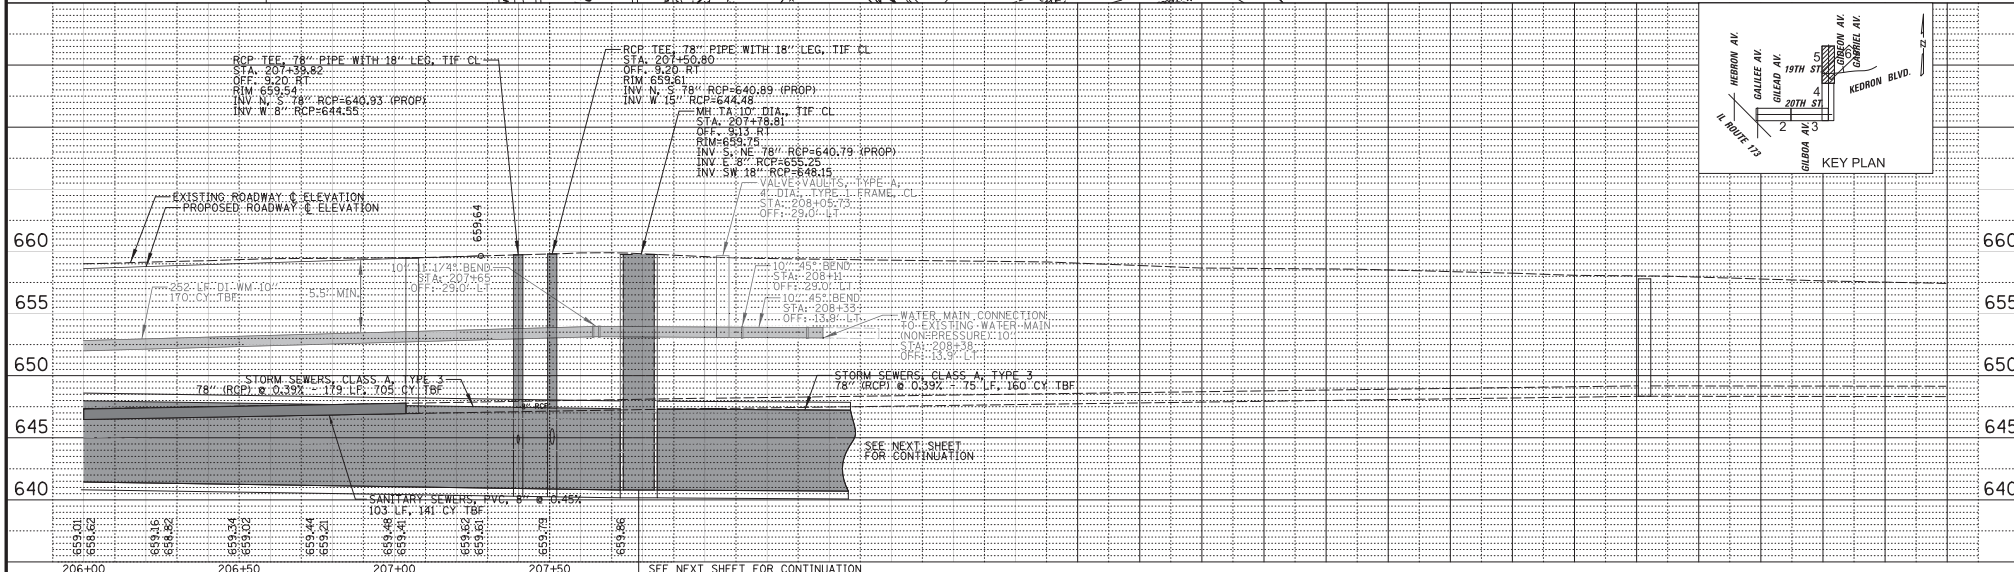 RCP TEE, 78" PIPE WITH 18" LEG, TIF CL
STA. 207+39.82
OFF. 9.20 RT
RIM 659.54
INV N, S 78" RCP=640.93 (PROP)
INV W 8" RCP=644.55
RCP TEE, 78" PIPE WITH 18" LEG, TIF CL
STA. 207+50.80
OFF. 9.20 RT
RIM 659.61
INV N, S 78" RCP=640.89 (PROP)
INV W 15" RCP=644.48
MH TA 10' DIA., TIF CL
STA. 207+78.81
OFF. 9.13 RT
RIM=659.75
INV S, NE 78" RCP=640.79 (PROP)
INV E 8" RCP=655.25
INV SW 18" RCP=648.15
VALVE VAULTS, TYPE A,
4' DIA., TYPE 1 FRAME, CL
STA: 208+05.73
OFF: 29.0' LT
EXISTING ROADWAY ℄ ELEVATION
PROPOSED ROADWAY ℄ ELEVATION
659.64
HEBRON AV.
GALILEE AV.
GILEAD AV.
GIDEON AV.
GABRIEL AV.
19TH ST.
20TH ST.
KEDRON BLVD.
IL ROUTE 173
GILBOA AV.
2
3
4
5
6
KEY PLAN
660
655
650
645
640
660
655
650
645
640
252 LF DI WM 10"
170 CY TBF
5.5' MIN.
10" 11 1/4° BEND
STA: 207+65
OFF: 29.0' LT
10" 45° BEND
STA: 208+11
OFF: 29.0' LT
10" 45° BEND
STA: 208+33
OFF: 13.9' LT
WATER MAIN CONNECTION
TO EXISTING WATER MAIN
(NON-PRESSURE) 10"
STA: 208+38
OFF: 13.9' LT
STORM SEWERS, CLASS A, TYPE 3
78" (RCP) @ 0.39% - 179 LF, 705 CY TBF
STORM SEWERS, CLASS A, TYPE 3
78" (RCP) @ 0.39% - 75 LF, 160 CY TBF
SEE NEXT SHEET
FOR CONTINUATION
SANITARY SEWERS, PVC, 8" @ 0.45%
103 LF, 141 CY TBF
659.01
658.62
659.16
658.82
659.34
659.02
659.44
659.21
659.48
659.41
659.62
659.61
659.79
659.86
206+00
206+50
207+00
207+50
SEE NEXT SHEET FOR CONTINUATION